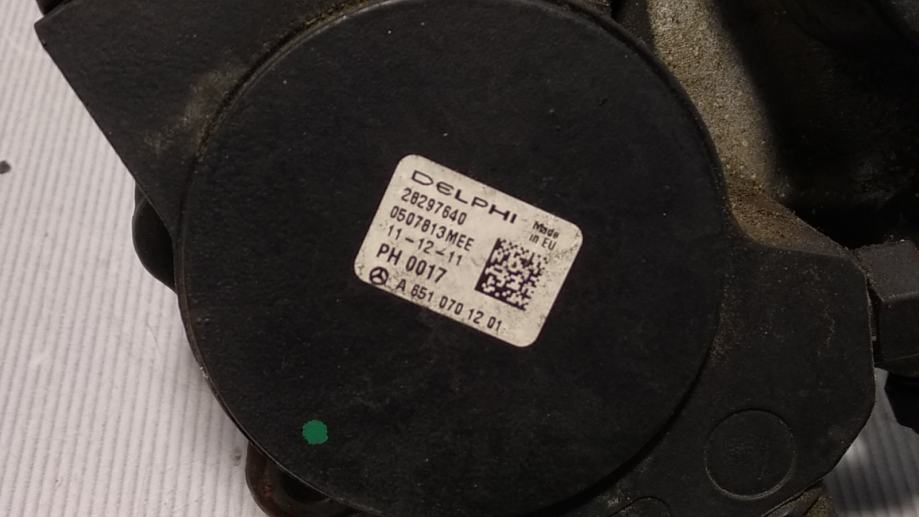 DELPHI
28297640
0507813MEE
11-12-11
PH 0017
A 651 070 12 01
Made
in EU